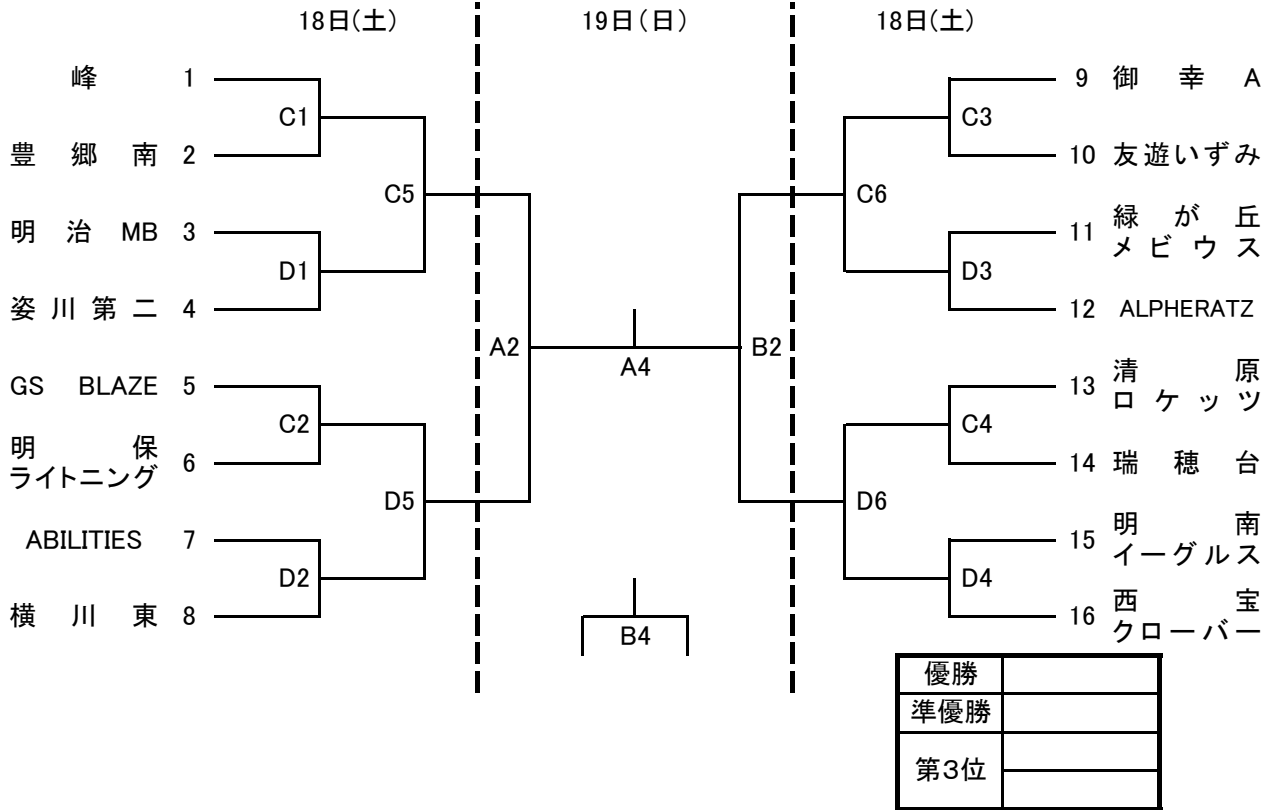 18日(土) 19日(日) 18日(土)
峰 1
C1
豊郷南 2
C5
明治 MB 3
D1
姿川第二 4
A2
GS BLAZE 5
C2
明保
ライトニング 6
D5
ABILITIES 7
D2
横川東 8
A4
B4
9 御幸 A
C3
10 友遊いずみ
C6
11 緑が丘
メビウス
D3
12 ALPHERATZ
B2
13 清原
ロケッツ
C4
14 瑞穂台
D6
15 明南
イーグルス
D4
16 西宝
クローバー
優勝
準優勝
第3位